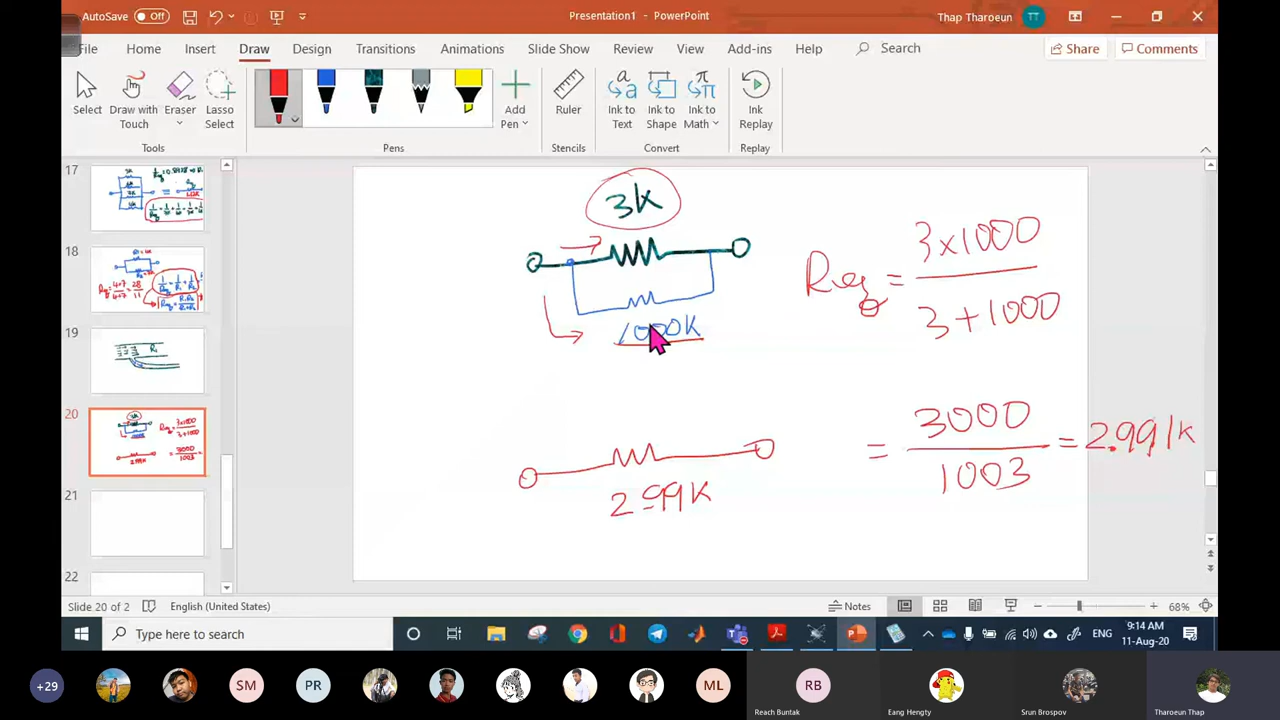 AutoSave Off
Presentation1 - PowerPoint
Thap Tharoeun TT
File Home Insert Draw Design Transitions Animations Slide Show Review View Add-ins Help Search
Share Comments
Select
Draw with Touch
Eraser
Lasso Select
Add Pen
Ruler
Ink to Text
Ink to Shape
Ink to Math
Ink Replay
Tools Pens Stencils Convert Replay
17
18
19
20
21
22
3K
1000K
Req = 3x1000
3+1000
= 3000
1003
= 2.991K
2.99K
Slide 20 of 2 English (United States) Notes 68%
Type here to search
ENG
9:14 AM
11-Aug-20
+29 SM PR ML RB
Reach Buntak Eang Hengty Srun Brospov Tharoeun Thap